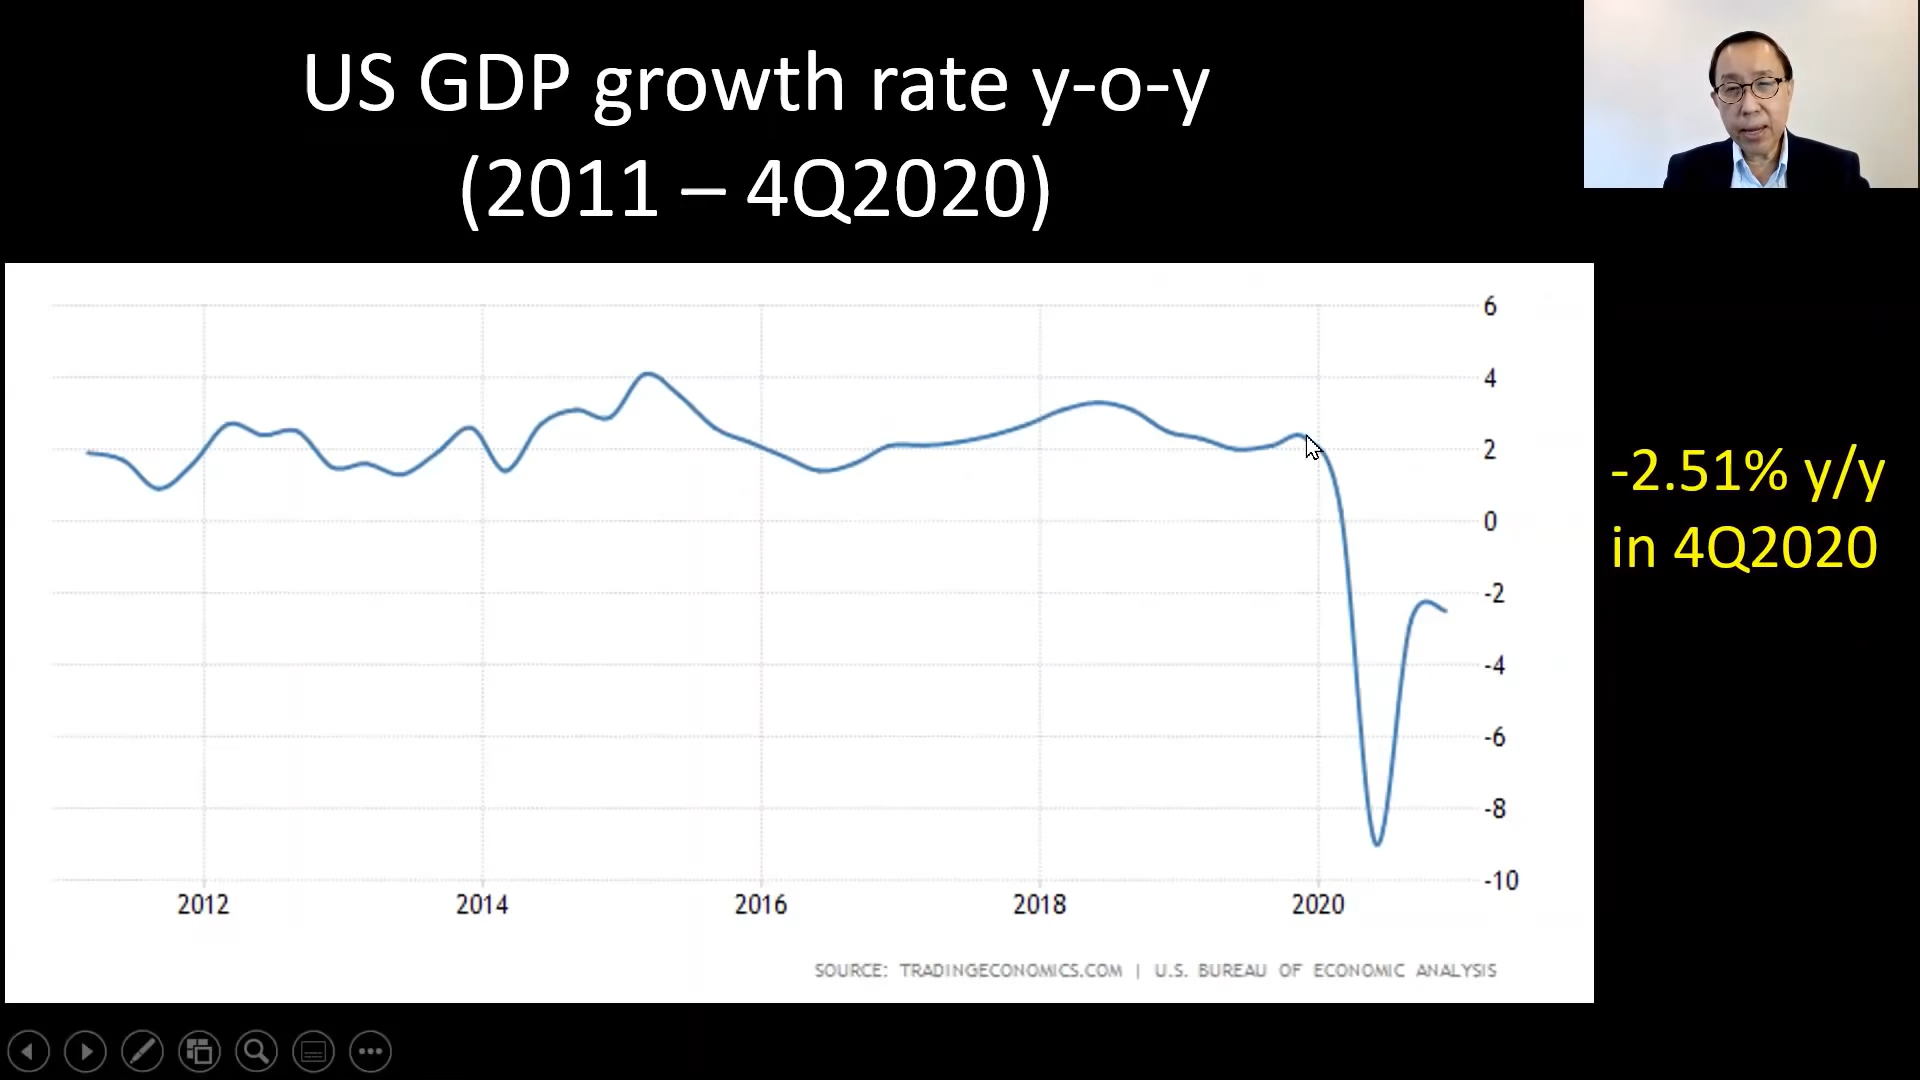 US GDP growth rate y-o-y
(2011 – 4Q2020)
6
4
2
0
-2
-4
-6
-8
-10
2012 2014 2016 2018 2020
SOURCE: TRADINGECONOMICS.COM | U.S. BUREAU OF ECONOMIC ANALYSIS
-2.51% y/y
in 4Q2020